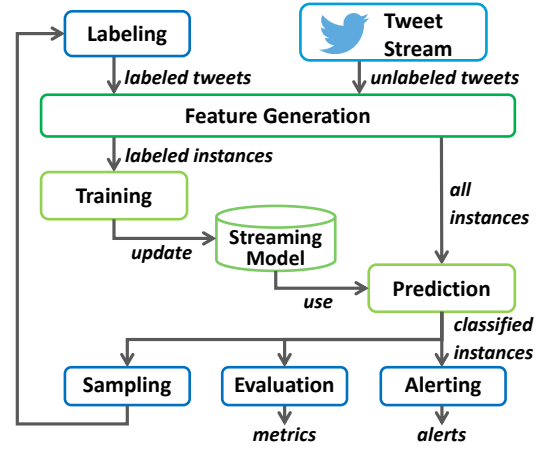 Labeling
Tweet
Stream
labeled tweets
unlabeled tweets
Feature Generation
labeled instances
Training
all
instances
update
Streaming
Model
use
Prediction
classified
instances
Sampling
Evaluation
Alerting
metrics
alerts